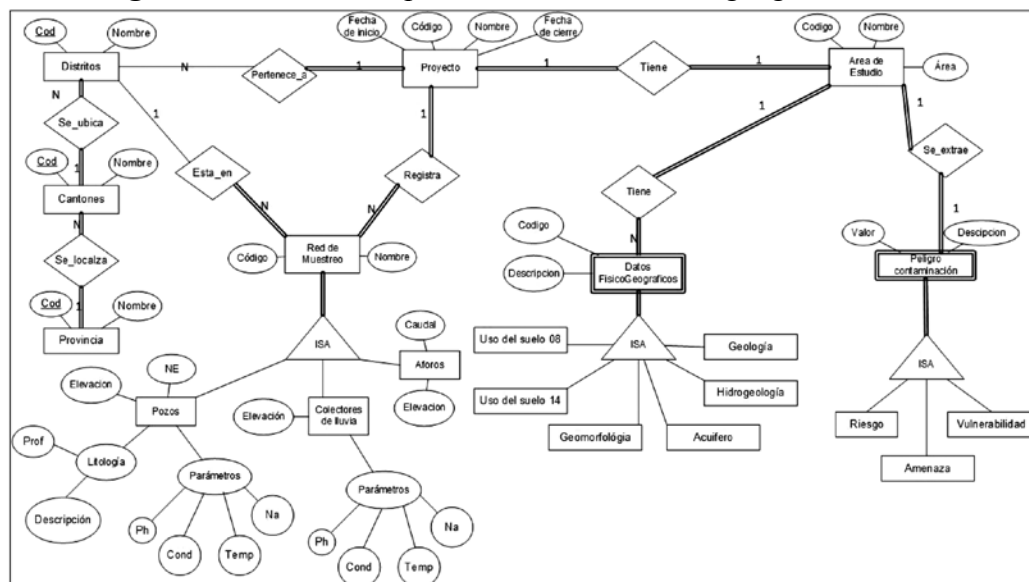 Fecha
de inicio
Código
Nombre
Fecha
de cierre
Codigo
Nombre
Cod
Nombre
Distritos
N
Pertenece_a
1
Proyecto
1
Tiene
1
Area de
Estudio
Área
N
1
1
1
1
Se_ubica
Se_extrae
1
Cod
Nombre
Esta_en
Registra
Cantones
Tiene
N
N
N
Codigo
N
1
Valor
Descipcion
Se_localza
Código
Red de
Muestreo
Nombre
Descripcion
Datos
FisicoGeograficos
Peligro
contaminación
Cod
1
Nombre
Provincia
ISA
Caudal
Uso del suelo 08
ISA
Geología
ISA
NE
Aforos
Elevación
Hidrogeología
Pozos
Elevación
Colectores
de lluvia
Elevacion
Uso del suelo 14
Riesgo
Vulnerabilidad
Prof
Geomorfológia
Acuifero
Litología
Amenaza
Parámetros
Parámetros
Descripción
Ph
Na
Ph
Na
Cond
Temp
Cond
Temp